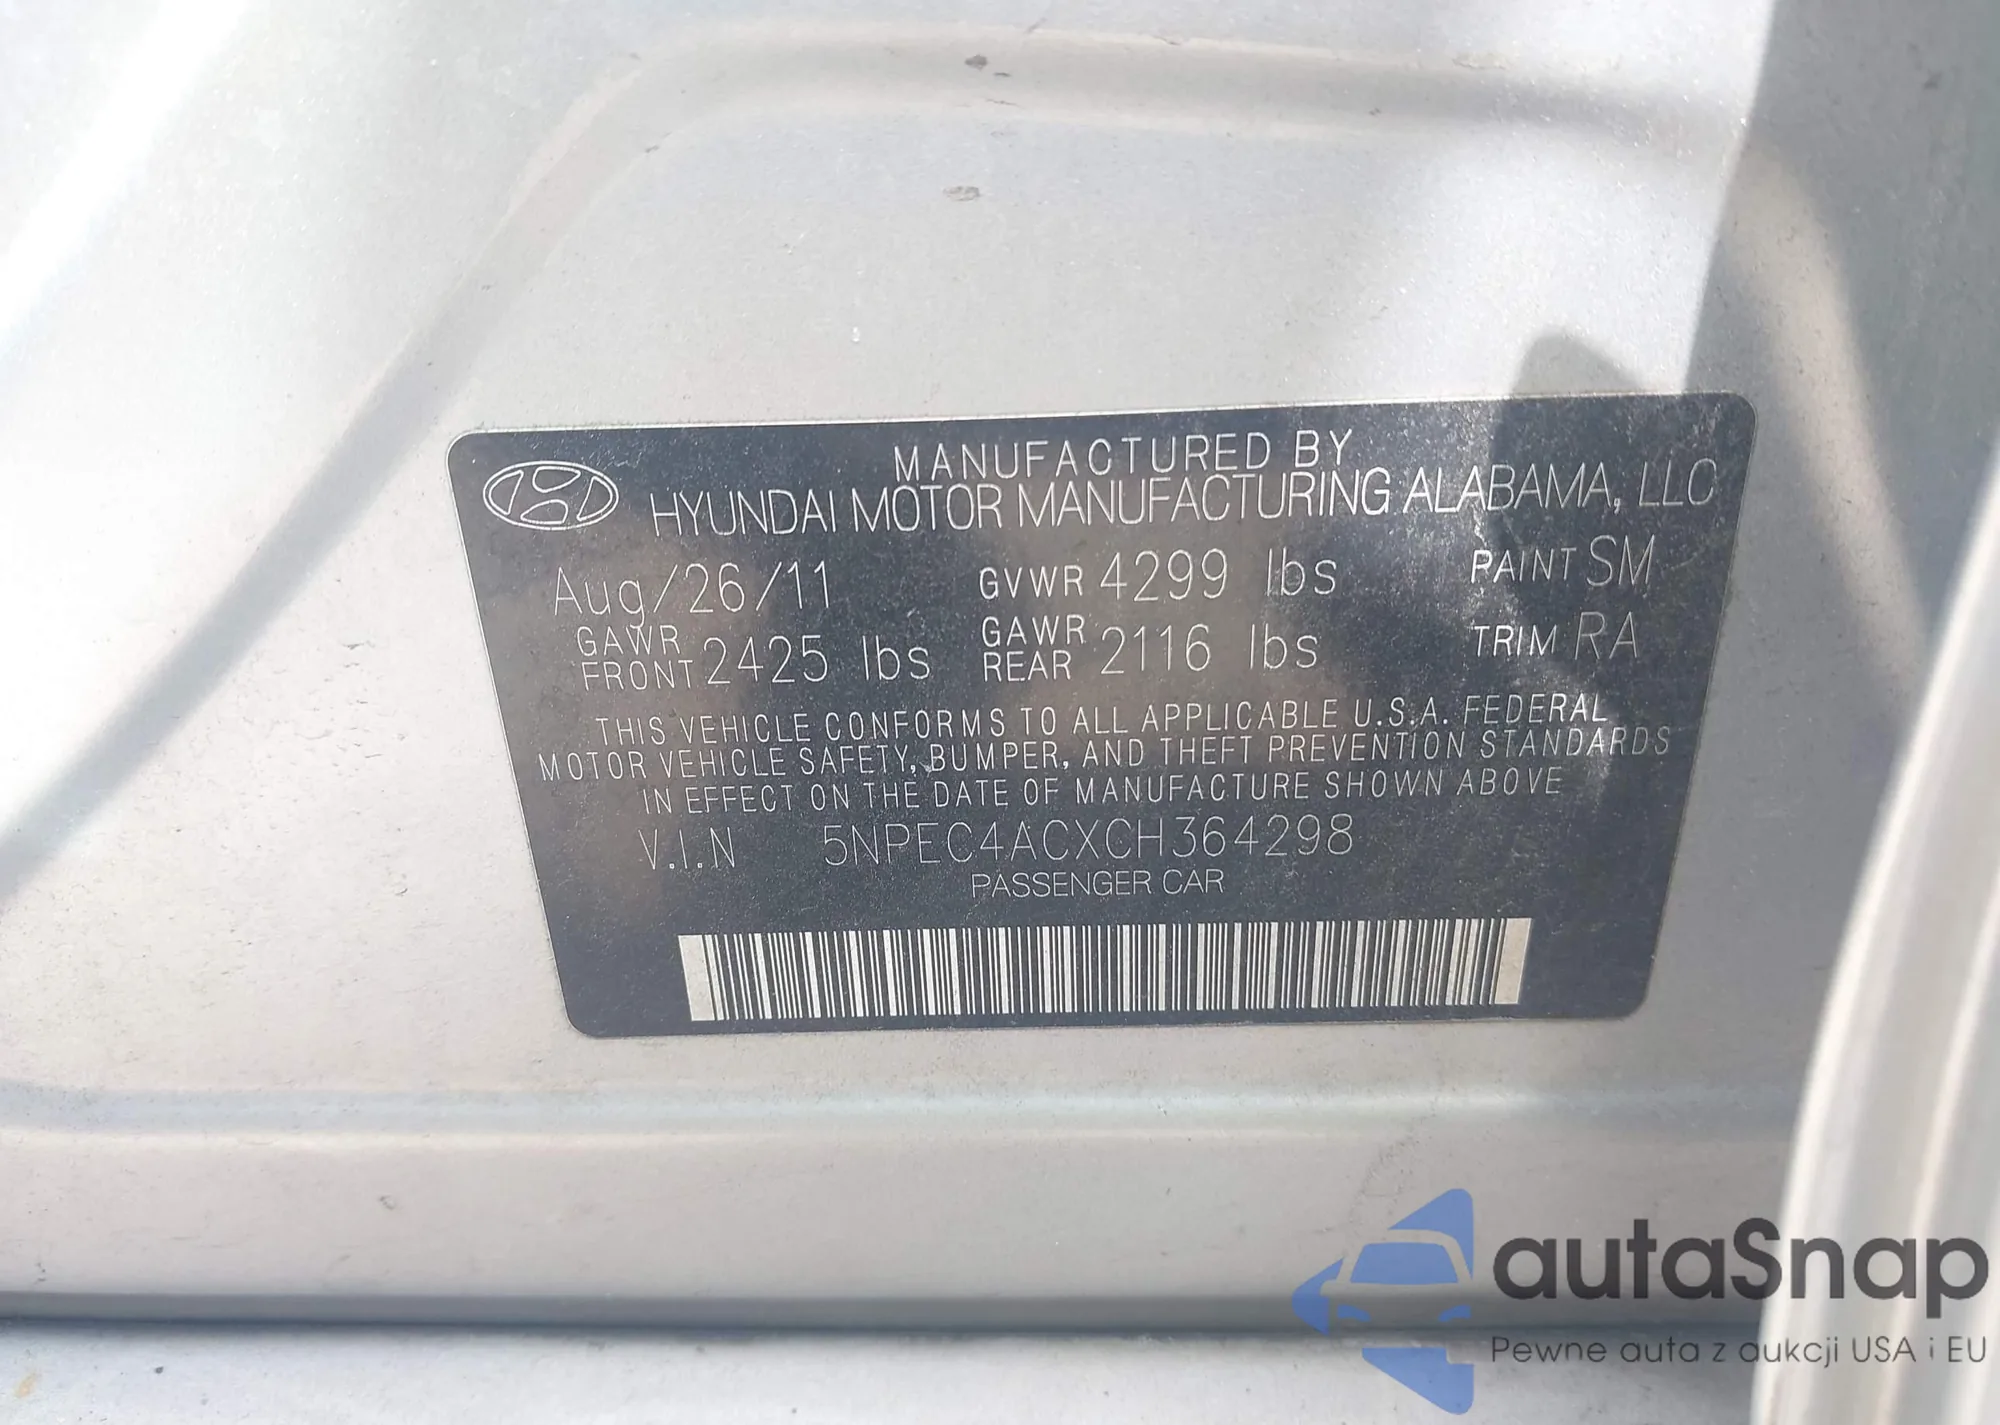 MANUFACTURED BY
HYUNDAI MOTOR MANUFACTURING ALABAMA, LLC
Aug/26/11 GVWR 4299 lbs PAINT SM
GAWR FRONT 2425 lbs GAWR REAR 2116 lbs TRIM RA
THIS VEHICLE CONFORMS TO ALL APPLICABLE U.S.A. FEDERAL
MOTOR VEHICLE SAFETY, BUMPER, AND THEFT PREVENTION STANDARDS
IN EFFECT ON THE DATE OF MANUFACTURE SHOWN ABOVE
V.I.N 5NPEC4ACXCH364298
PASSENGER CAR
autaSnap
Pewne auta z aukcji USA i EU